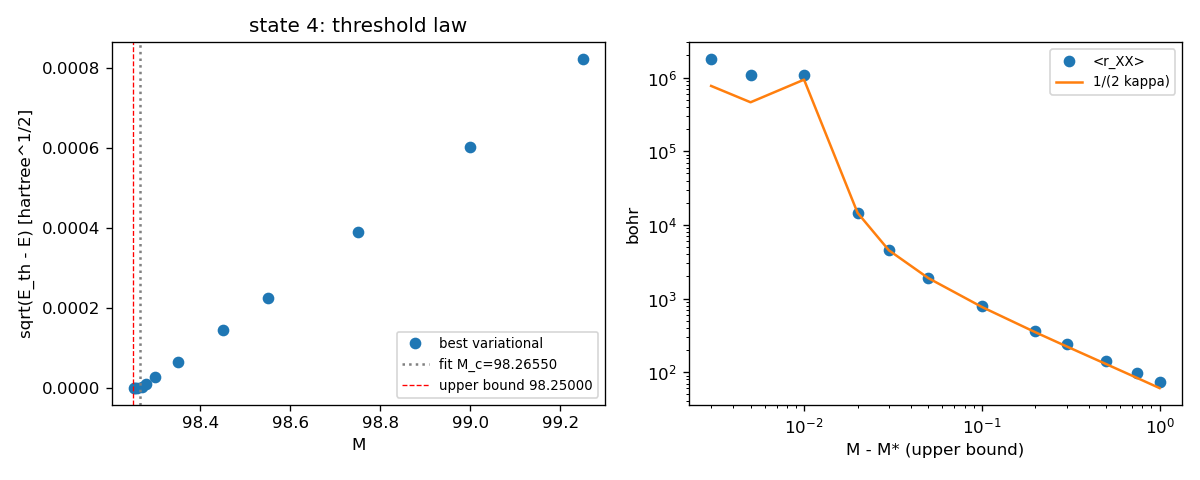 state 4: threshold law
sqrt(E_th - E) [hartree^1/2]
0.0008
0.0006
0.0004
0.0002
0.0000
best variational
fit M_c=98.26550
upper bound 98.25000
98.4
98.6
98.8
99.0
99.2
M
bohr
10^6
10^5
10^4
10^3
10^2
<r_XX>
1/(2 kappa)
10^-2
10^-1
10^0
M - M* (upper bound)